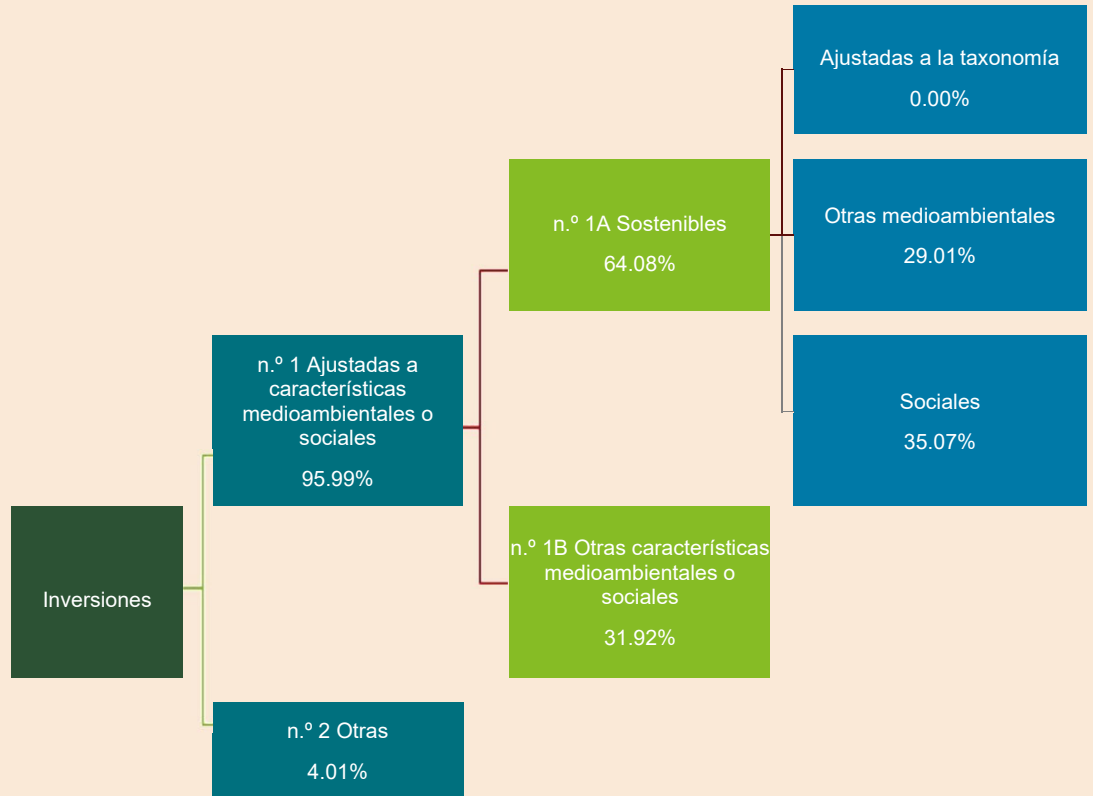 Inversiones
n.º 1 Ajustadas a
características
medioambientales o
sociales
95.99%
n.º 2 Otras
4.01%
n.º 1A Sostenibles
64.08%
n.º 1B Otras características
medioambientales o
sociales
31.92%
Ajustadas a la taxonomía
0.00%
Otras medioambientales
29.01%
Sociales
35.07%